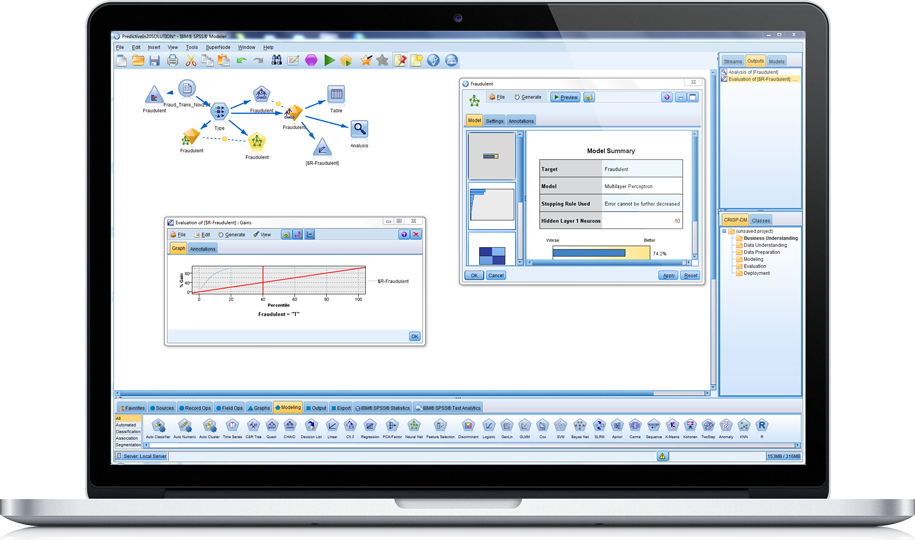 PredictiveIn20SOLUTION* - IBM® SPSS® Modeler
File Edit Insert View Tools SuperNode Window Help
Streams Outputs Models
Analysis of [Fraudulent]
Evaluation of [$R-Fraudulent]
Fraudulent
Fraud_Trans_Nov
Type
Fraudulent
Fraudulent
Table
Analysis
Fraudulent
Fraudulent
[$R-Fraudulent]
Fraudulent
File Generate Preview
Model Settings Annotations
Model Summary
Target Fraudulent
Model Multilayer Perceptron
Stopping Rule Used Error cannot be further decreased
Hidden Layer 1 Neurons 10
Worse Better
74.2%
OK Cancel Apply Reset
Evaluation of [$R-Fraudulent] : Gains
File Edit Generate View
Graph Annotations
% Gain
60
40
0
0 20 40 60 80 100
Percentile
Fraudulent = "T"
$R-Fraudulent
OK
CRISP-DM Classes
(unsaved project)
Business Understanding
Data Understanding
Data Preparation
Modeling
Evaluation
Deployment
Favorites Sources Record Ops Field Ops Graphs Modeling Output Export IBM® SPSS® Statistics IBM® SPSS® Text Analytics
All
Automated
Classification
Association
Segmentation
Auto Classifier Auto Numeric Auto Cluster Time Series C&R Tree Quest CHAID Decision List Linear C5.0 Regression PCA/Factor Neural Net Feature Selection Discriminant Logistic GenLin GLMM Cox SVM Bayes Net SLRM Apriori Carma Sequence K-Means Kohonen TwoStep Anomaly KNN R
Server: Local Server
153MB / 316MB